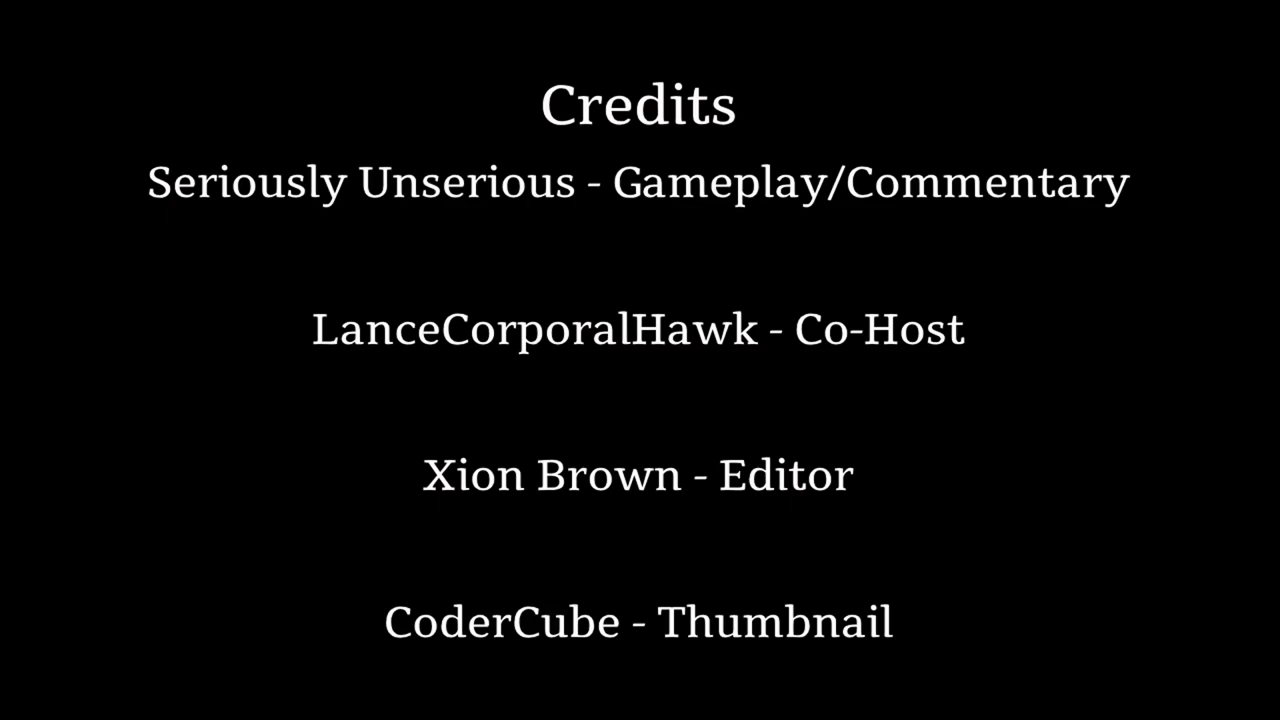 Credits
Seriously Unserious - Gameplay/Commentary
LanceCorporalHawk - Co-Host
Xion Brown - Editor
CoderCube - Thumbnail